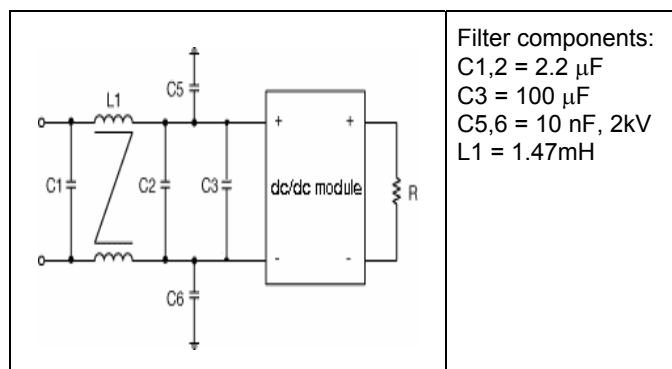 L1
C5
C1
C2
C3
+ +
dc/dc module
R
- -
C6
Filter components:
C1,2 = 2.2 μF
C3 = 100 μF
C5,6 = 10 nF, 2kV
L1 = 1.47mH